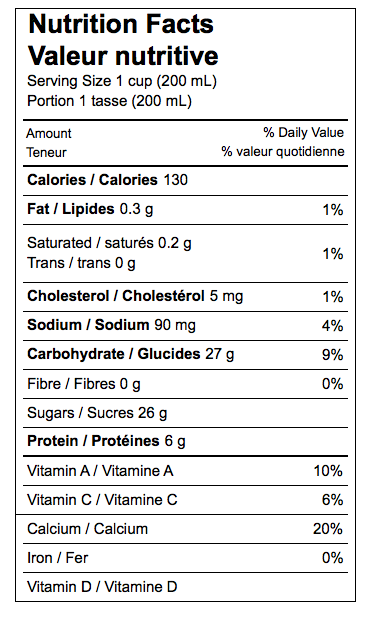 Nutrition Facts
Valeur nutritive
Serving Size 1 cup (200 mL)
Portion 1 tasse (200 mL)
Amount % Daily Value
Teneur % valeur quotidienne
Calories / Calories 130
Fat / Lipides 0.3 g 1%
Saturated / saturés 0.2 g
Trans / trans 0 g 1%
Cholesterol / Cholestérol 5 mg 1%
Sodium / Sodium 90 mg 4%
Carbohydrate / Glucides 27 g 9%
Fibre / Fibres 0 g 0%
Sugars / Sucres 26 g
Protein / Protéines 6 g
Vitamin A / Vitamine A 10%
Vitamin C / Vitamine C 6%
Calcium / Calcium 20%
Iron / Fer 0%
Vitamin D / Vitamine D